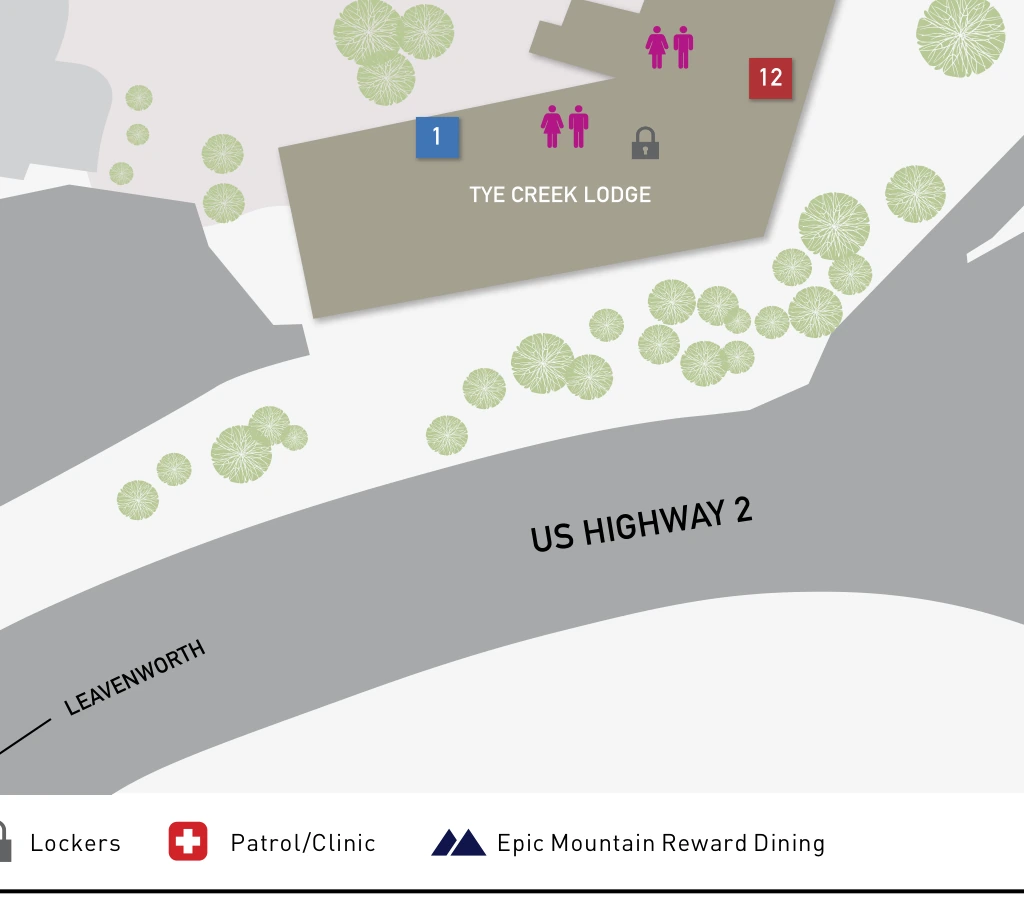 12
1
TYE CREEK LODGE
US HIGHWAY 2
LEAVENWORTH
Lockers
Patrol/Clinic
Epic Mountain Reward Dining